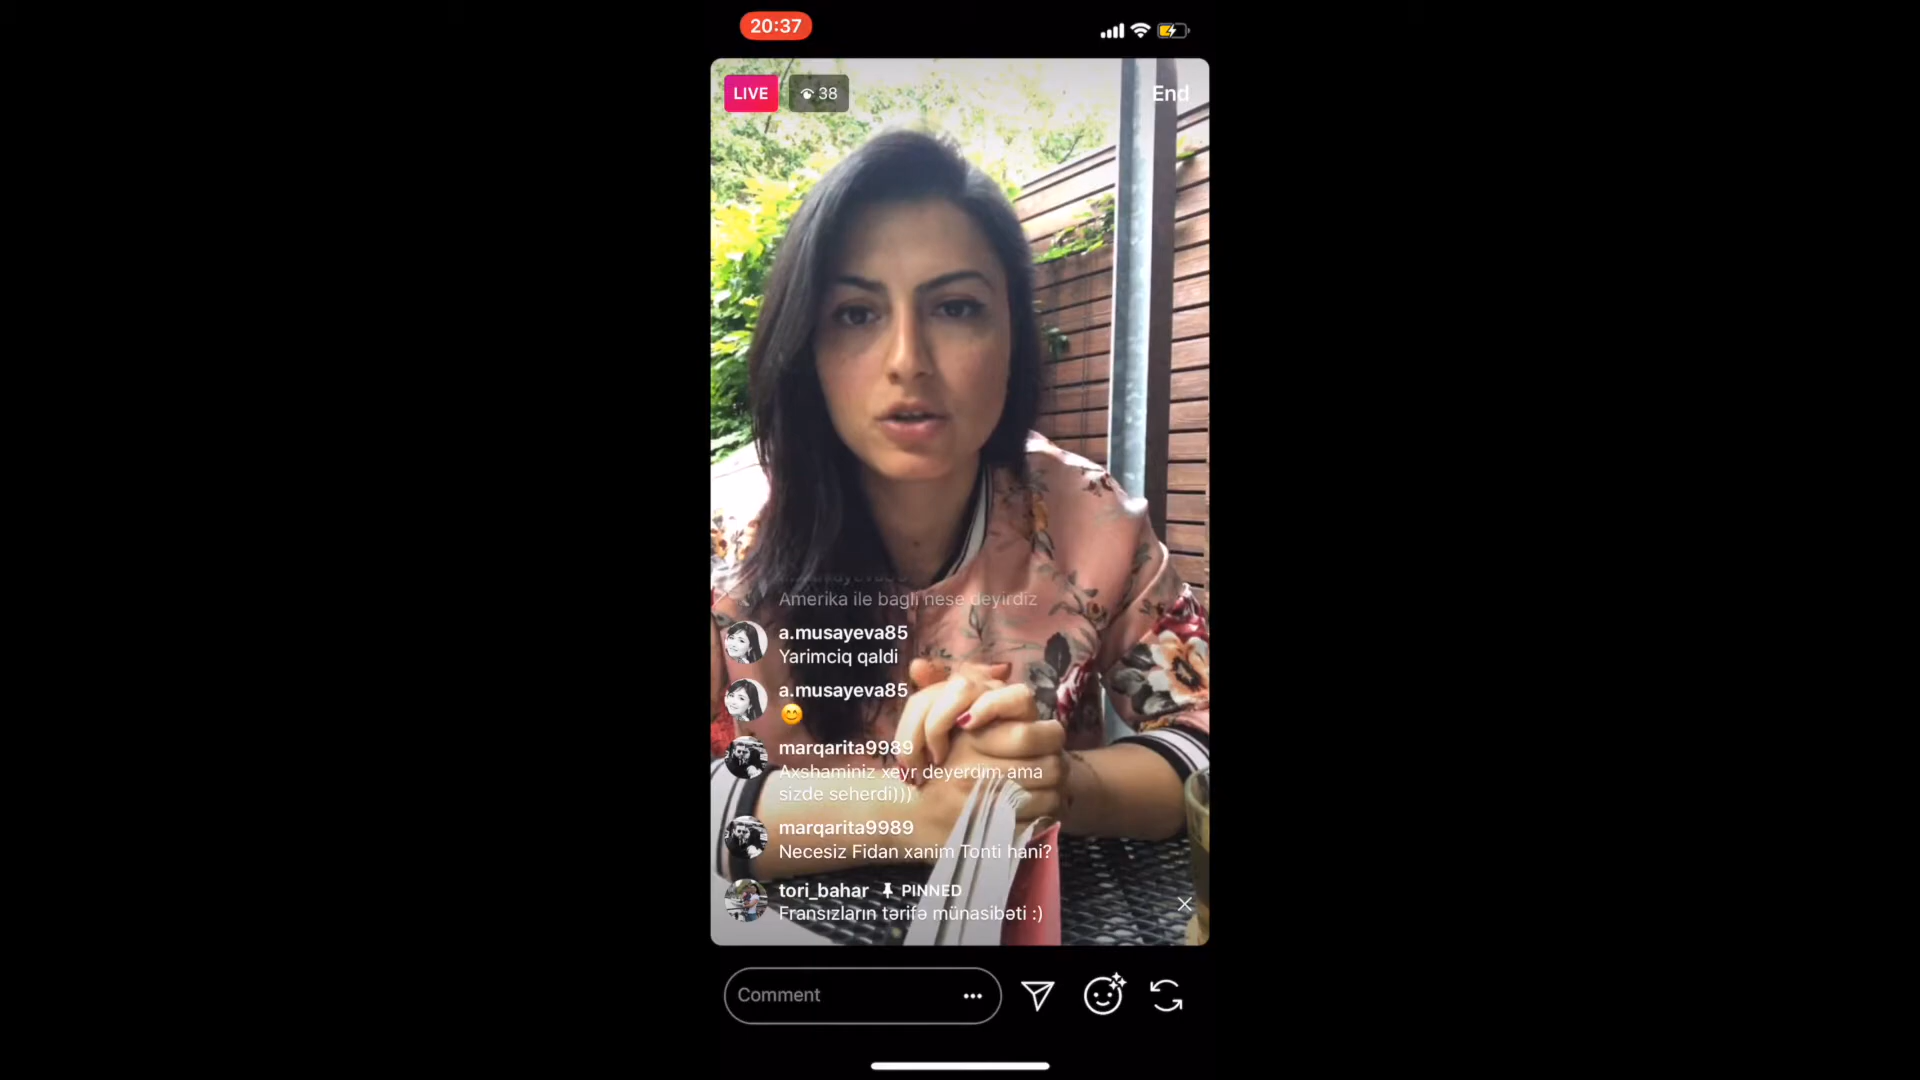 20:37
LIVE
38
End
Amerika ile bagli nese deyirdiz
a.musayeva85
Yarimciq qaldi
a.musayeva85
😊
marqarita9989
Axshaminiz xeyr deyerdim ama
sizde seherdi)))
marqarita9989
Necesiz Fidan xanim Tonti hani?
tori_bahar PINNED
Fransızların tərifə münasibəti :)
Comment